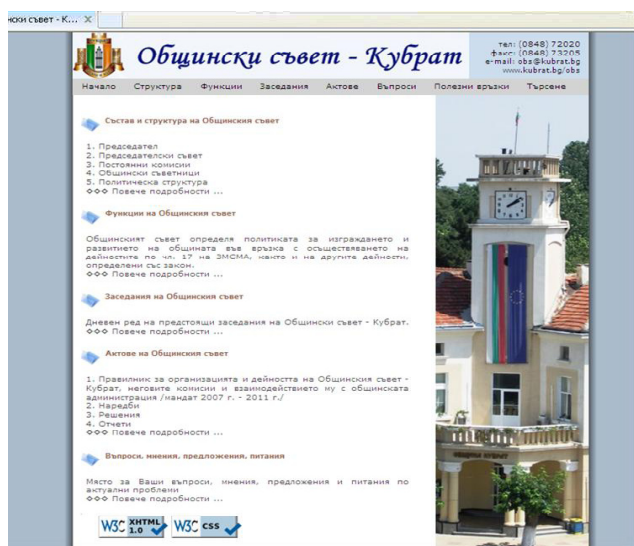 нски съвет - К...
Общински съвет - Кубрат
тел: (0848) 72020
факс: (0848) 73205
e-mail: obs@kubrat.bg
www.kubrat.bg/obs
Начало Структура Функции Заседания Актове Въпроси Полезни връзки Търсене
Състав и структура на Общинския съвет
1. Председател
2. Председателски съвет
3. Постоянни комисии
4. Общински съветници
5. Политическа структура
◊◊◊ Повече подробности ...
Функции на Общинския съвет
Общинският съвет определя политиката за изграждането и
развитието на общината във връзка с осъществяването на
дейностите по чл. 17 на ЗМСМА, както и на другите дейности,
определени със закон.
◊◊◊ Повече подробности ...
Заседания на Общинския съвет
Дневен ред на предстоящи заседания на Общински съвет - Кубрат.
◊◊◊ Повече подробности ...
Актове на Общинския съвет
1. Правилник за организацията и дейността на Общинския съвет -
Кубрат, неговите комисии и взаимодействието му с общинската
администрация /мандат 2007 г. - 2011 г./
2. Наредби
3. Решения
4. Отчети
◊◊◊ Повече подробности ...
Въпроси, мнения, предложения, питания
Място за Ваши въпроси, мнения, предложения и питания по
актуални проблеми
◊◊◊ Повече подробности ...
W3C XHTML 1.0 W3C CSS
ОБЩИНА КУБРАТ